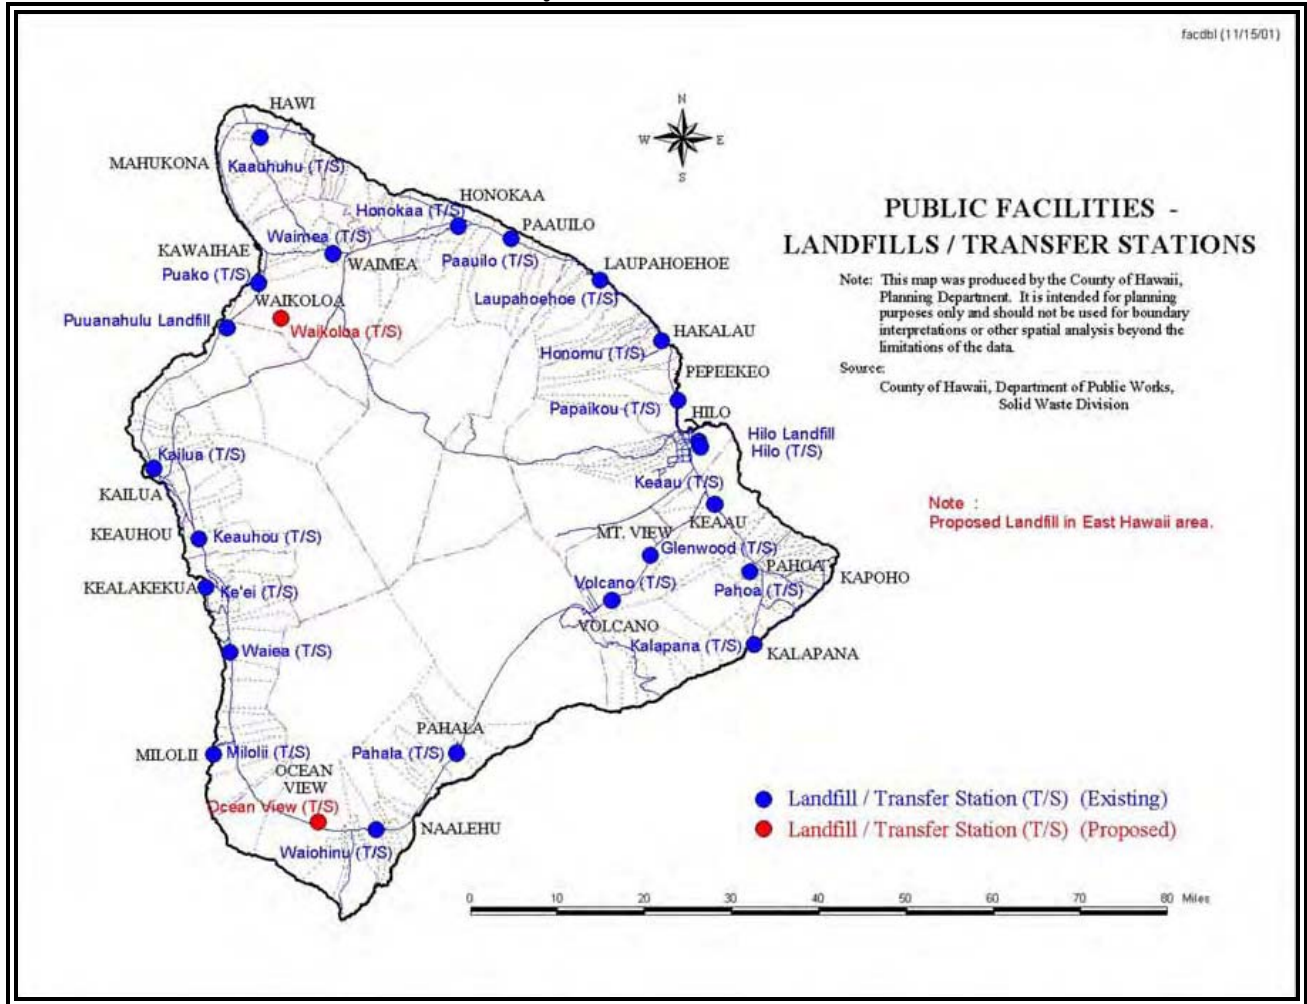 facdbl (11/15/01)
N
W
E
S
PUBLIC FACILITIES -
LANDFILLS / TRANSFER STATIONS
Note: This map was produced by the County of Hawaii,
Planning Department. It is intended for planning
purposes only and should not be used for boundary
interpretations or other spatial analysis beyond the
limitations of the data.
Source:
County of Hawaii, Department of Public Works,
Solid Waste Division
Note :
Proposed Landfill in East Hawaii area.
HAWI
MAHUKONA
Kaauhuhu (T/S)
HONOKAA
Honokaa (T/S)
PAAUILO
Waimea (T/S)
KAWAIHAE
WAIMEA
Paauilo (T/S)
LAUPAHOEHOE
Puako (T/S)
WAIKOLOA
Laupahoehoe (T/S)
Puuanahulu Landfill
Waikoloa (T/S)
HAKALAU
Honomu (T/S)
PEPEEKEO
Papaikou (T/S)
HILO
Hilo Landfill
Hilo (T/S)
Kailua (T/S)
KAILUA
Keaau (T/S)
KEAAU
KEAUHOU
Keauhou (T/S)
MT. VIEW
Glenwood (T/S)
PAHOA
KAPOHO
KEALAKEKUA
Ke'ei (T/S)
Volcano (T/S)
Pahoa (T/S)
VOLCANO
Waiea (T/S)
Kalapana (T/S)
KALAPANA
PAHALA
MILOLII
Milolii (T/S)
Pahala (T/S)
OCEAN
VIEW
Ocean View (T/S)
NAALEHU
Waiohinu (T/S)
Landfill / Transfer Station (T/S) (Existing)
Landfill / Transfer Station (T/S) (Proposed)
0 10 20 30 40 50 60 70 80 Miles